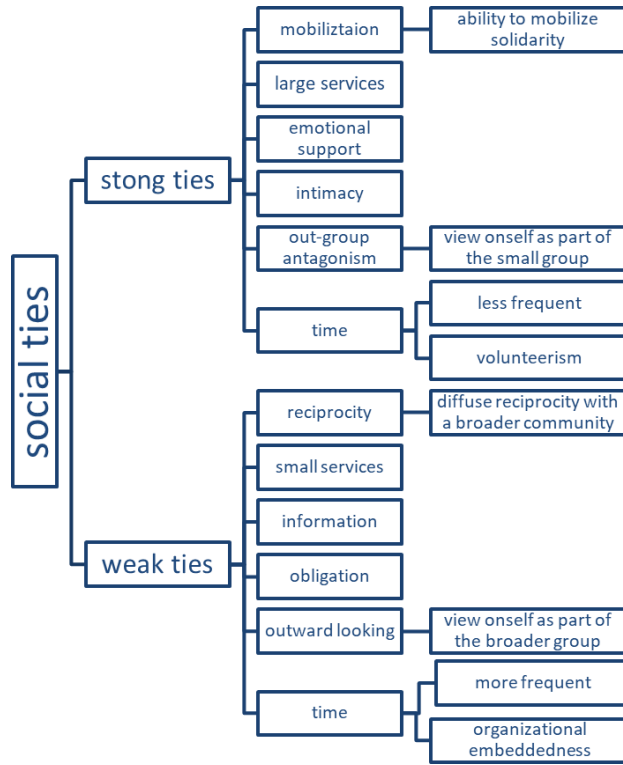 social ties
stong ties
mobiliztaion
ability to mobilize
solidarity
large services
emotional
support
intimacy
out-group
antagonism
view onself as part of
the small group
time
less frequent
volunteerism
weak ties
reciprocity
diffuse reciprocity with
a broader community
small services
information
obligation
outward looking
view onself as part of
the broader group
time
more frequent
organizational
embeddedness